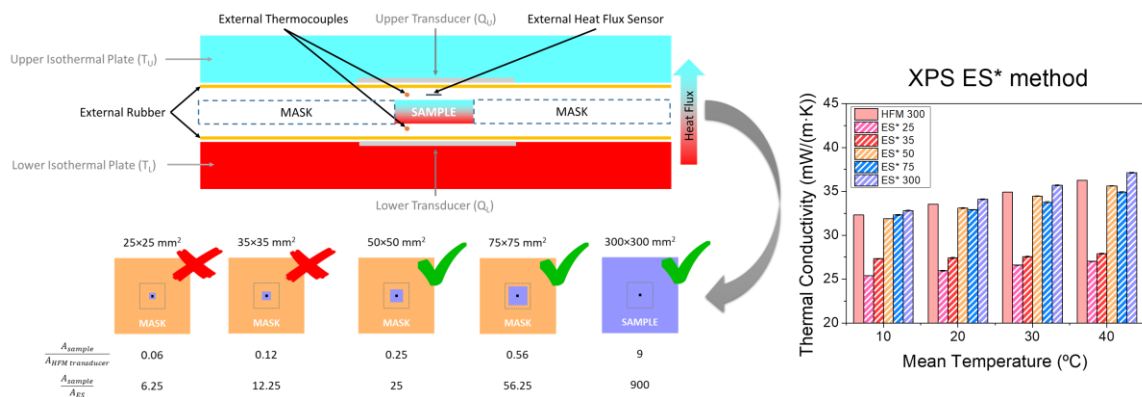 External Thermocouples
Upper Transducer (QU)
External Heat Flux Sensor
Upper Isothermal Plate (TU)
External Rubber
MASK
SAMPLE
MASK
Heat Flux
Lower Isothermal Plate (TL)
Lower Transducer (QL)
25×25 mm²
35×35 mm²
50×50 mm²
75×75 mm²
300×300 mm²
MASK
MASK
MASK
MASK
SAMPLE
Asample
AHFM transducer
0.06
0.12
0.25
0.56
9
Asample
AES
6.25
12.25
25
56.25
900
XPS ES* method
Thermal Conductivity (mW/(m·K))
45
40
35
30
25
20
HFM 300
ES* 25
ES* 35
ES* 50
ES* 75
ES* 300
10
20
30
40
Mean Temperature (ºC)